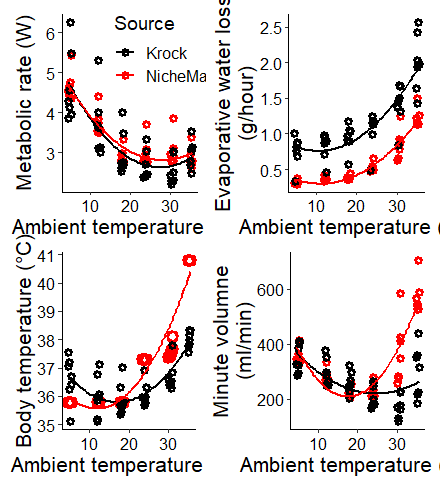 Metabolic rate (W)
6
5
4
3
Source
Krock
NicheMa
10 20 30
Ambient temperature
Evaporative water loss
(g/hour)
2.5
2.0
1.5
1.0
0.5
10 20 30
Ambient temperature (
Body temperature (°C)
41
40
39
38
37
36
35
10 20 30
Ambient temperature
Minute volumne
(ml/min)
600
400
200
10 20 30
Ambient temperature (